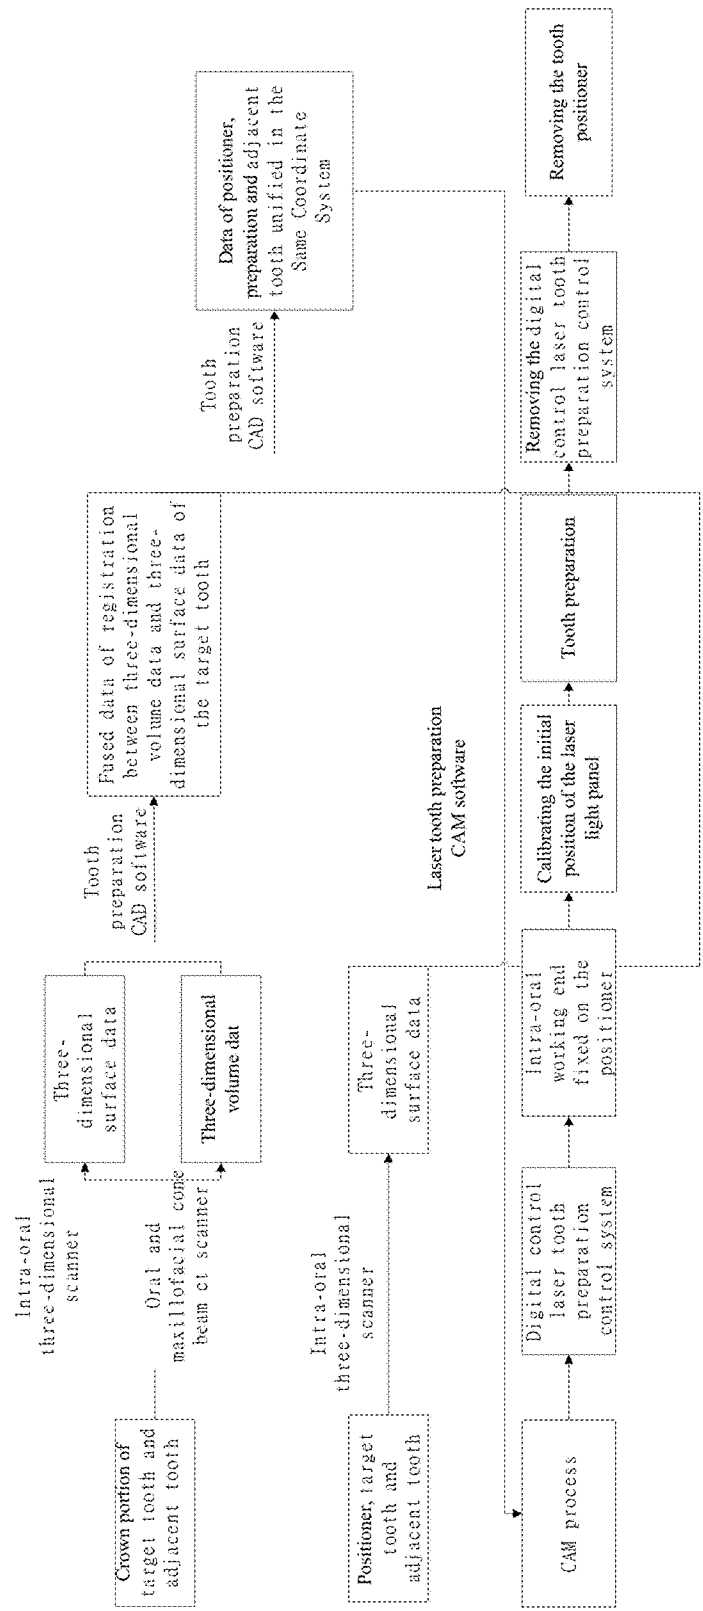 Crown portion of
target tooth and
adjacent tooth
Intra-oral
three-dimensional
scanner
Oral and
maxillofacial cone
beam ct scanner
Three-
dimensional
surface data
Three-dimensional
volume dat
Tooth
preparation
CAD software
Fused data of registration
between three-dimensional
volume data and three-
dimensional surface data of
the target tooth
Positioner, target
tooth and
adjacent tooth
Intra-oral
three-dimensional
scanner
Three-
dimensional
surface data
Tooth
preparation
CAD software
Data of positioner,
preparation and adjacent
tooth unified in the
Same Coordinate
System
Laser tooth preparation
CAM software
CAM process
Digital control
laser tooth
preparation
control system
Intra-oral
working end
fixed on the
positioner
Calibrating the initial
position of the laser
light panel
Tooth preparation
Removing the digital
control laser tooth
preparation control
system
Removing the tooth
positioner